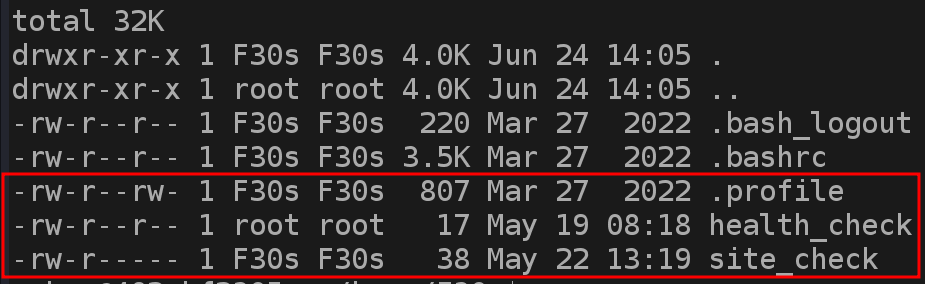 total 32K
drwxr-xr-x 1 F30s F30s 4.0K Jun 24 14:05 .
drwxr-xr-x 1 root root 4.0K Jun 24 14:05 ..
-rw-r--r-- 1 F30s F30s  220 Mar 27  2022 .bash_logout
-rw-r--r-- 1 F30s F30s 3.5K Mar 27  2022 .bashrc
-rw-r--rw- 1 F30s F30s  807 Mar 27  2022 .profile
-rw-r--r-- 1 root root   17 May 19 08:18 health_check
-rw-r----- 1 F30s F30s   38 May 22 13:19 site_check